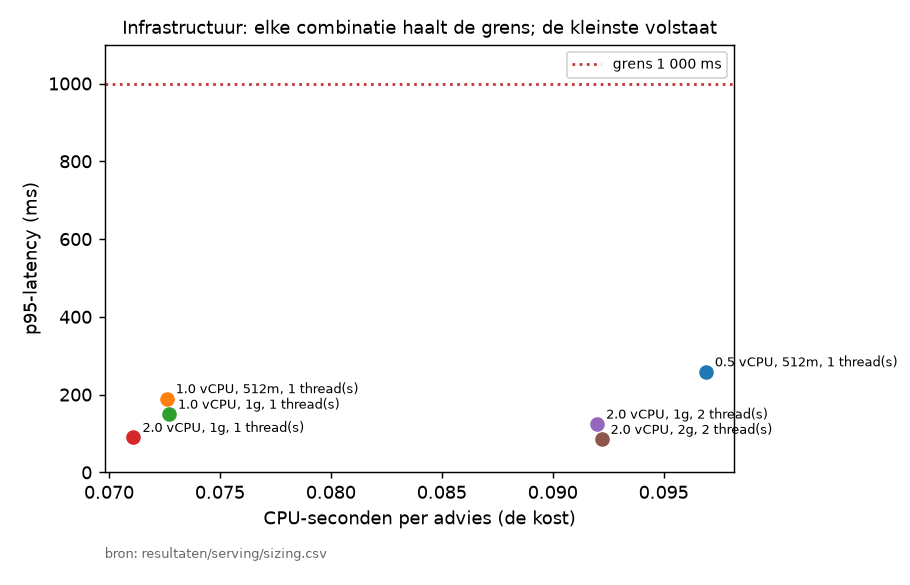 Infrastructuur: elke combinatie haalt de grens; de kleinste volstaat
grens 1 000 ms
p95-latency (ms)
1000
800
600
400
200
0
0.5 vCPU, 512m, 1 thread(s)
1.0 vCPU, 512m, 1 thread(s)
1.0 vCPU, 1g, 1 thread(s)
2.0 vCPU, 1g, 2 thread(s)
2.0 vCPU, 1g, 1 thread(s)
2.0 vCPU, 2g, 2 thread(s)
0.070 0.075 0.080 0.085 0.090 0.095
CPU-seconden per advies (de kost)
bron: resultaten/serving/sizing.csv